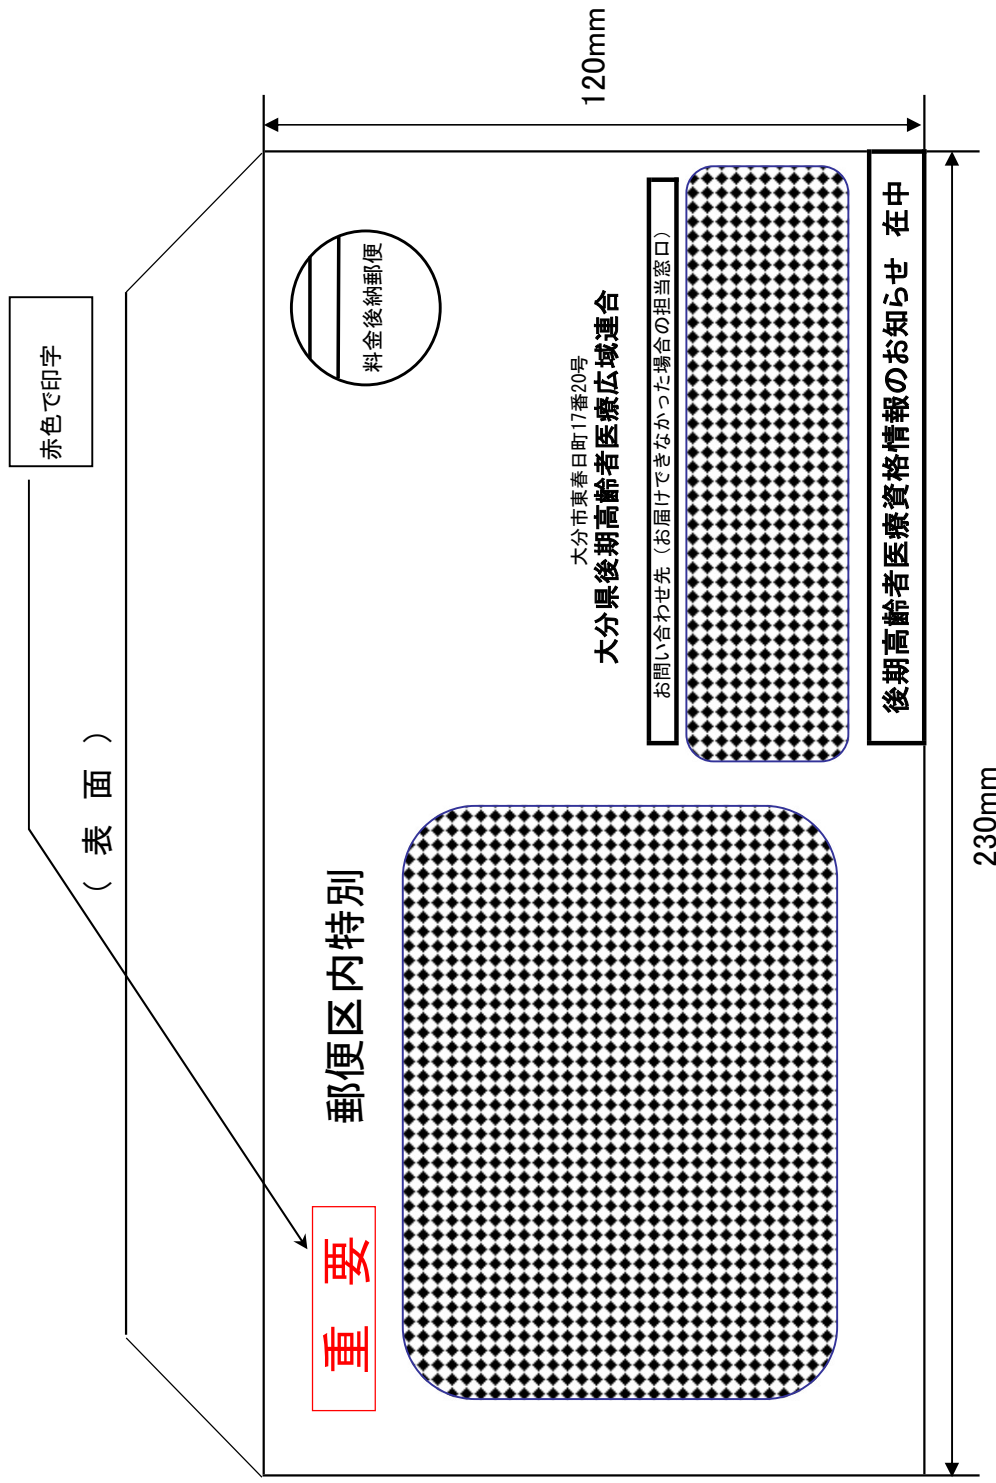 赤色で印字
（ 表 面 ）
重 要
郵便区内特別
料金後納郵便
大分市東春日町17番20号
大分県後期高齢者医療広域連合
お問い合わせ先（お届けできなかった場合の担当窓口）
後期高齢者医療資格情報のお知らせ 在中
120mm
230mm